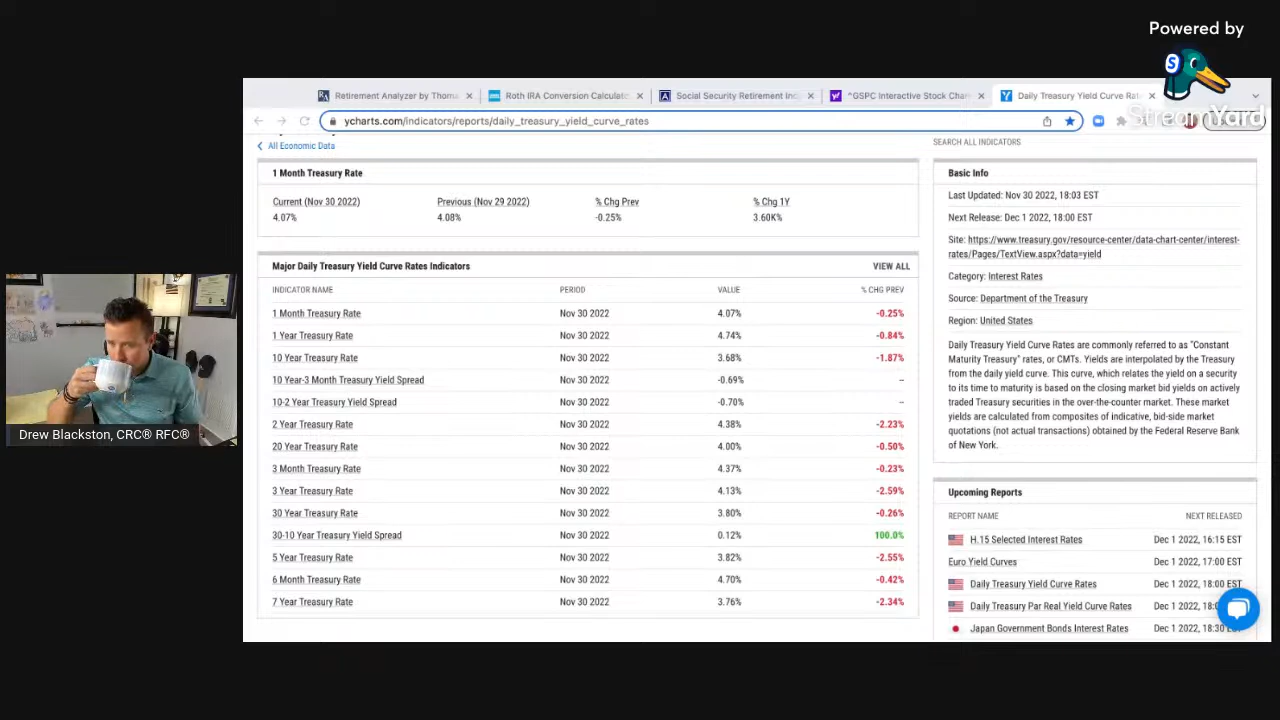 Powered by
S
StreamYard
Retirement Analyzer by Thoma
Roth IRA Conversion Calculato
Social Security Retirement Inc
^GSPC Interactive Stock Chart
Daily Treasury Yield Curve Rat
ycharts.com/indicators/reports/daily_treasury_yield_curve_rates
All Economic Data
1 Month Treasury Rate
Current (Nov 30 2022) Previous (Nov 29 2022) % Chg Prev % Chg 1Y
4.07% 4.08% -0.25% 3.60K%
Major Daily Treasury Yield Curve Rates Indicators VIEW ALL
INDICATOR NAME PERIOD VALUE % CHG PREV
1 Month Treasury Rate Nov 30 2022 4.07% -0.25%
1 Year Treasury Rate Nov 30 2022 4.74% -0.84%
10 Year Treasury Rate Nov 30 2022 3.68% -1.87%
10 Year-3 Month Treasury Yield Spread Nov 30 2022 -0.69% --
10-2 Year Treasury Yield Spread Nov 30 2022 -0.70% --
2 Year Treasury Rate Nov 30 2022 4.38% -2.23%
20 Year Treasury Rate Nov 30 2022 4.00% -0.50%
3 Month Treasury Rate Nov 30 2022 4.37% -0.23%
3 Year Treasury Rate Nov 30 2022 4.13% -2.59%
30 Year Treasury Rate Nov 30 2022 3.80% -0.26%
30-10 Year Treasury Yield Spread Nov 30 2022 0.12% 100.0%
5 Year Treasury Rate Nov 30 2022 3.82% -2.55%
6 Month Treasury Rate Nov 30 2022 4.70% -0.42%
7 Year Treasury Rate Nov 30 2022 3.76% -2.34%
SEARCH ALL INDICATORS
Basic Info
Last Updated: Nov 30 2022, 18:03 EST
Next Release: Dec 1 2022, 18:00 EST
Site: https://www.treasury.gov/resource-center/data-chart-center/interest-
rates/Pages/TextView.aspx?data=yield
Category: Interest Rates
Source: Department of the Treasury
Region: United States
Daily Treasury Yield Curve Rates are commonly referred to as "Constant
Maturity Treasury" rates, or CMTs. Yields are interpolated by the Treasury
from the daily yield curve. This curve, which relates the yield on a security
to its time to maturity is based on the closing market bid yields on actively
traded Treasury securities in the over-the-counter market. These market
yields are calculated from composites of indicative, bid-side market
quotations (not actual transactions) obtained by the Federal Reserve Bank
of New York.
Upcoming Reports
REPORT NAME NEXT RELEASED
H.15 Selected Interest Rates Dec 1 2022, 16:15 EST
Euro Yield Curves Dec 1 2022, 17:00 EST
Daily Treasury Yield Curve Rates Dec 1 2022, 18:00 EST
Daily Treasury Par Real Yield Curve Rates Dec 1 2022, 18:0
Japan Government Bonds Interest Rates Dec 1 2022, 18:30 EST
Drew Blackston, CRC® RFC®